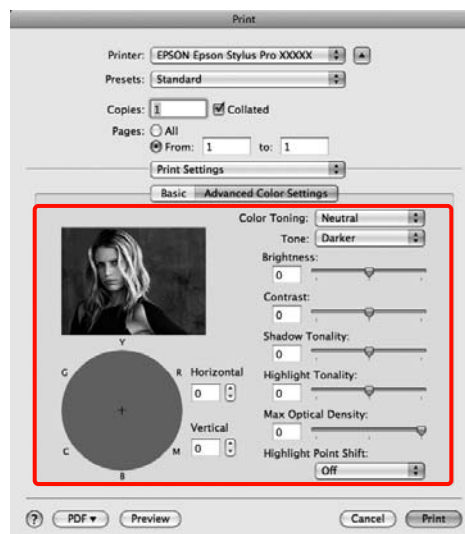 Print
Printer: EPSON Epson Stylus Pro XXXXX
Presets: Standard
Copies: 1 Collated
Pages: All
From: 1 to: 1
Print Settings
Basic Advanced Color Settings
Color Toning: Neutral
Tone: Darker
Brightness:
0
Contrast:
0
Shadow Tonality:
0
Highlight Tonality:
0
Max Optical Density:
0
Highlight Point Shift:
Off
Y
G R
C M
B
Horizontal
0
Vertical
0
? PDF Preview Cancel Print